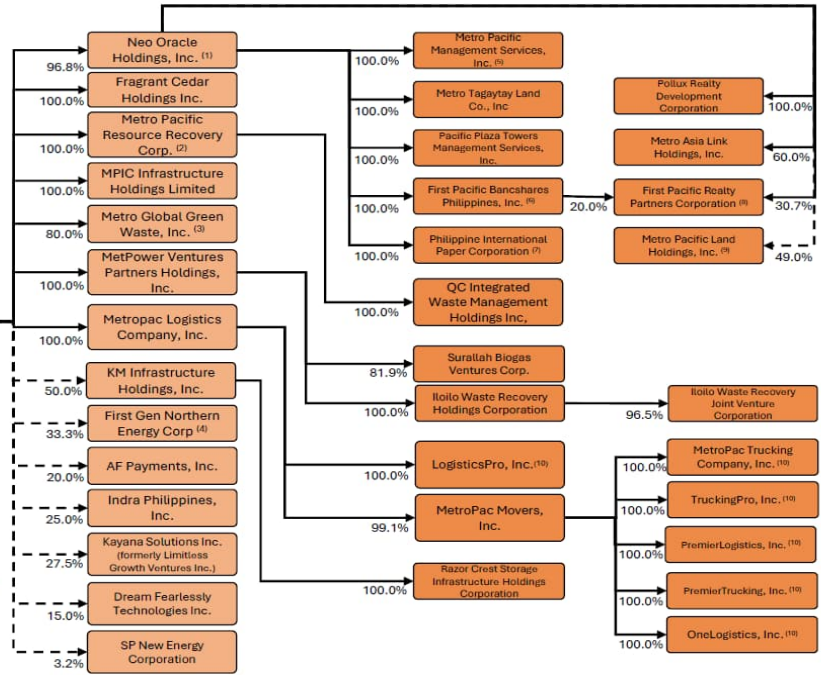 Neo Oracle
Holdings, Inc. (1)
96.8%
Fragrant Cedar
Holdings Inc.
100.0%
Metro Pacific
Resource Recovery
Corp. (2)
100.0%
MPIC Infrastructure
Holdings Limited
100.0%
Metro Global Green
Waste, Inc. (3)
80.0%
MetPower Ventures
Partners Holdings,
Inc.
100.0%
Metropac Logistics
Company, Inc.
100.0%
KM Infrastructure
Holdings, Inc.
50.0%
First Gen Northern
Energy Corp (4)
33.3%
AF Payments, Inc.
20.0%
Indra Philippines,
Inc.
25.0%
Kayana Solutions Inc.
(formerly Limitless
Growth Ventures Inc.)
27.5%
Dream Fearlessly
Technologies Inc.
15.0%
SP New Energy
Corporation
3.2%
Metro Pacific
Management Services,
Inc. (5)
100.0%
Metro Tagaytay Land
Co., Inc
100.0%
Pacific Plaza Towers
Management Services,
Inc.
100.0%
First Pacific Bancshares
Philippines, Inc. (6)
100.0%
Philippine International
Paper Corporation (7)
100.0%
QC Integrated
Waste Management
Holdings Inc,
100.0%
Surallah Biogas
Ventures Corp.
81.9%
Iloilo Waste Recovery
Holdings Corporation
100.0%
LogisticsPro, Inc.(10)
100.0%
MetroPac Movers,
Inc.
99.1%
Razor Crest Storage
Infrastructure Holdings
Corporation
100.0%
Pollux Realty
Development
Corporation
100.0%
Metro Asia Link
Holdings, Inc.
60.0%
First Pacific Realty
Partners Corporation (8)
20.0%
30.7%
Metro Pacific Land
Holdings, Inc. (9)
49.0%
Iloilo Waste Recovery
Joint Venture
Corporation
96.5%
MetroPac Trucking
Company, Inc. (10)
100.0%
TruckingPro, Inc. (10)
100.0%
PremierLogistics, Inc. (10)
100.0%
PremierTrucking, Inc. (10)
100.0%
OneLogistics, Inc. (10)
100.0%